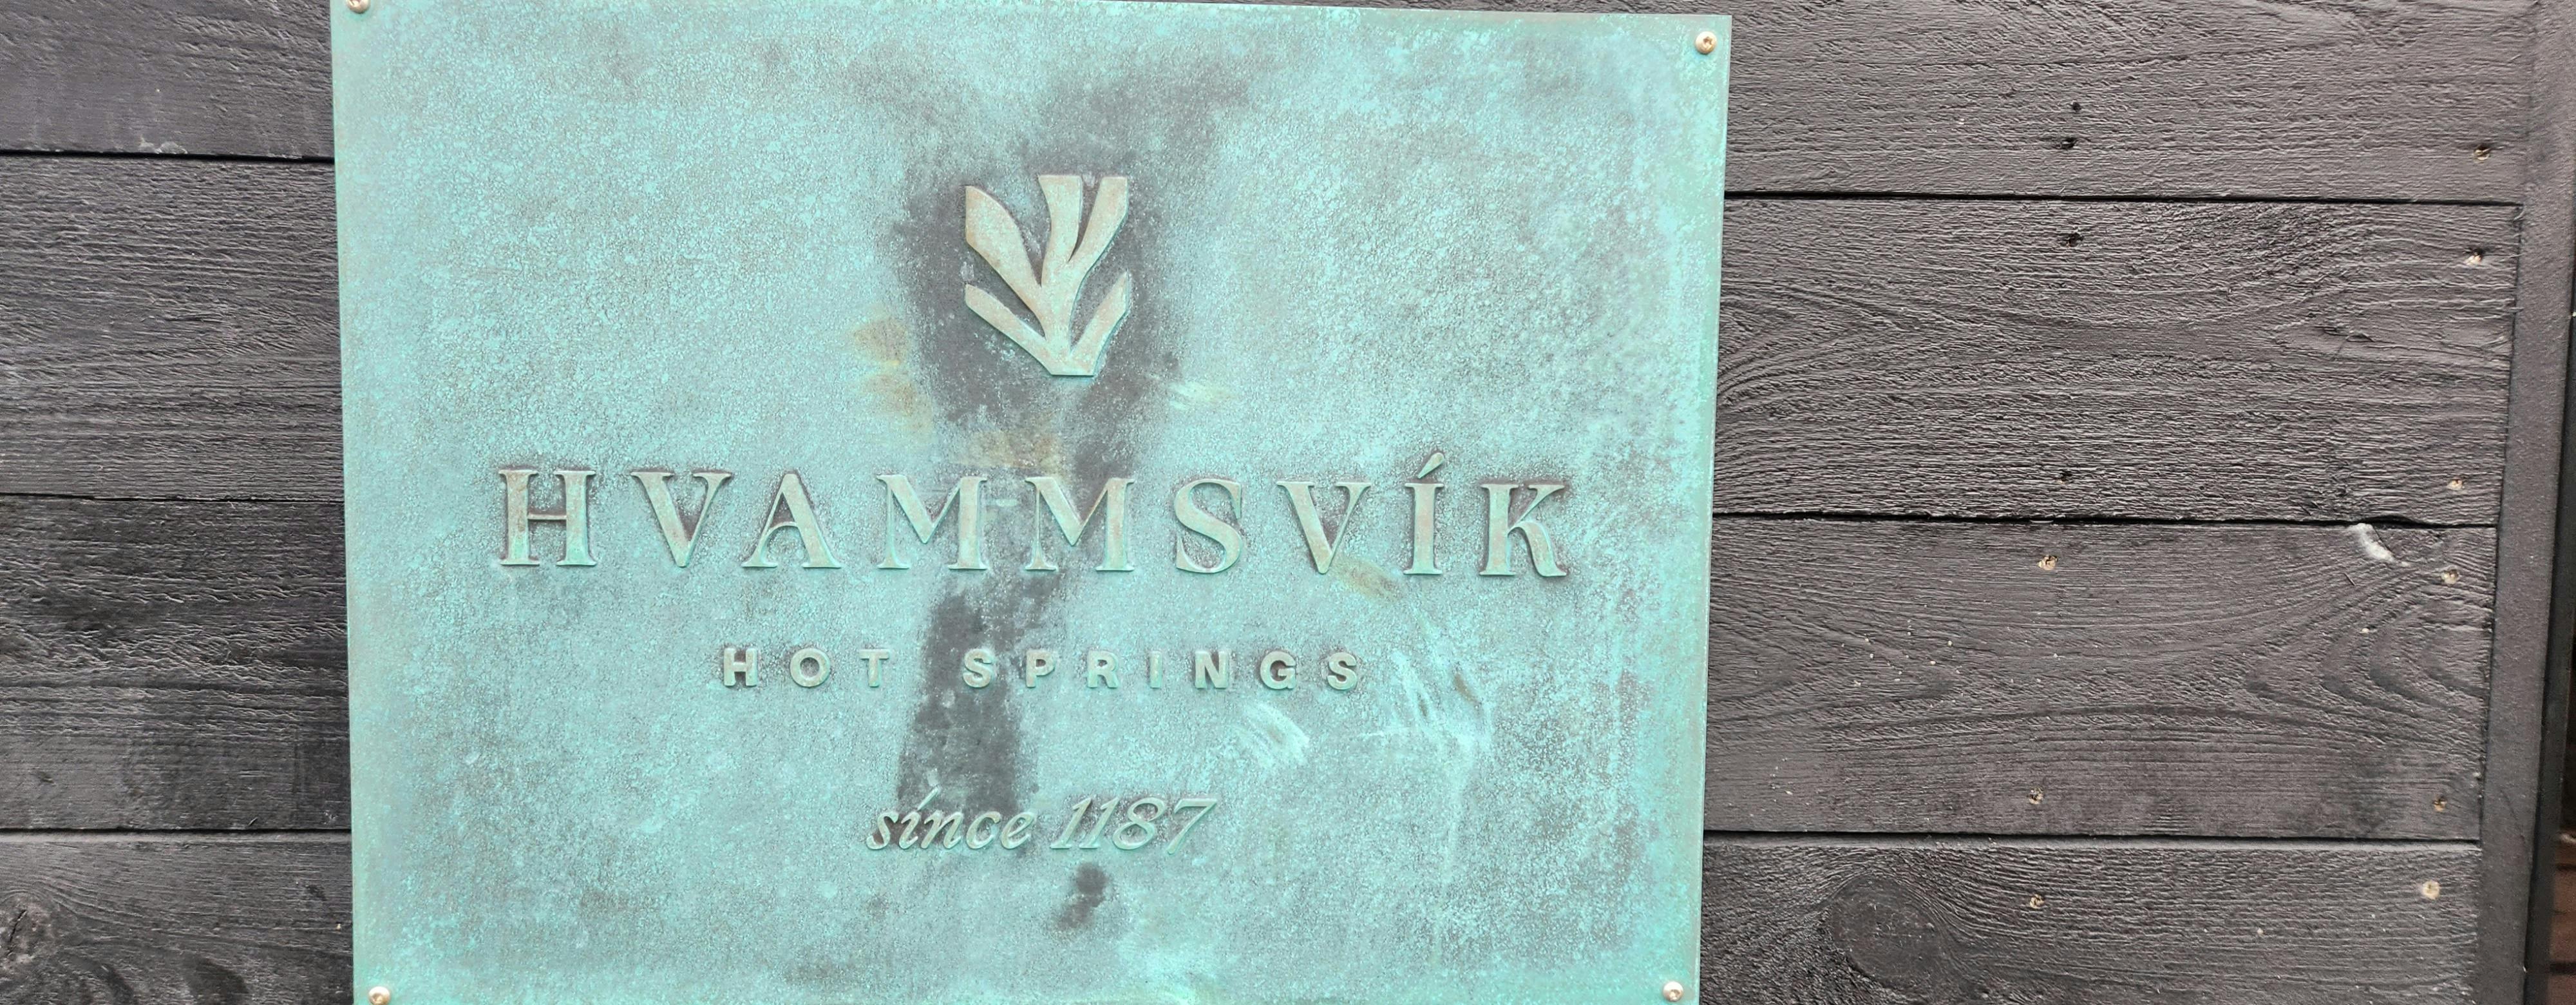 HVAMMSVÍK
HOT SPRINGS
since 1187